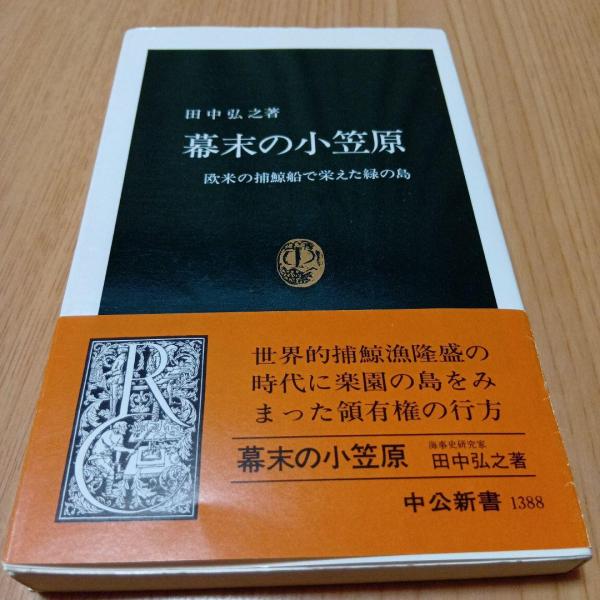 田中弘之著
幕末の小笠原
欧米の捕鯨船で栄えた緑の島
世界的捕鯨漁隆盛の
時代に楽園の島をみ
まった領有権の行方
幕末の小笠原
海事史研究家
田中弘之著
中公新書 1388
R
C